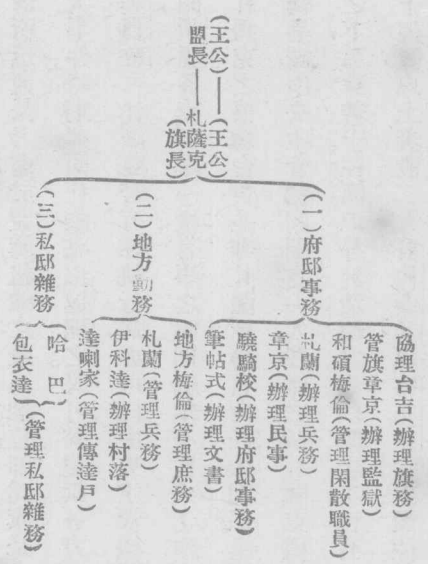 （王公）
盟長
（王公）
札薩克
（旗長）
（一）府邸事務
協理台吉（辦理旗務）
管旗章京（辦理監獄）
和碩梅倫（管理閑散職員）
札蘭（辦理兵務）
章京（辦理民事）
驍騎校（辦理府邸事務）
筆帖式（辦理文書）
（二）地方勤務
地方梅倫（管理庶務）
札蘭（管理兵務）
伊科達（辦理村落）
達喇家（管理傳達戶）
（三）私邸雜務
哈巴
包衣達
（管理私邸雜務）